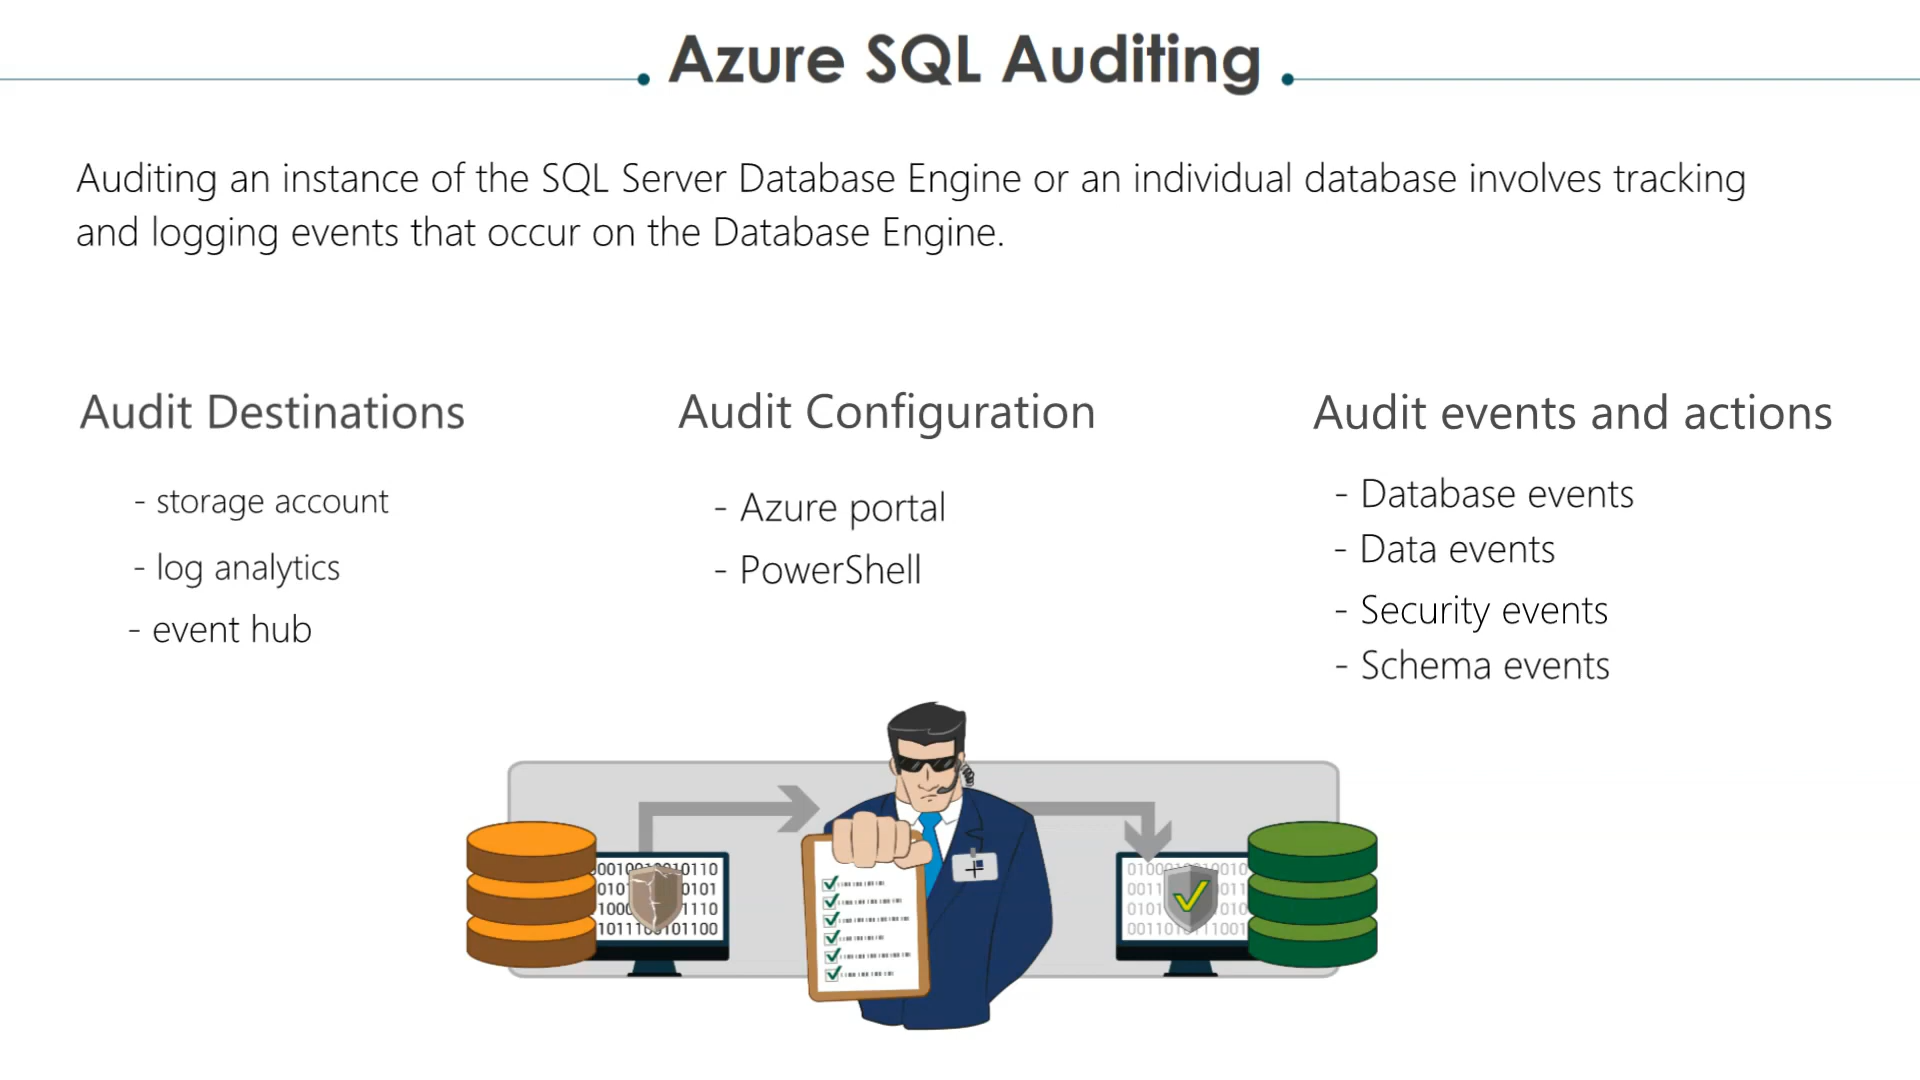 Azure SQL Auditing
Auditing an instance of the SQL Server Database Engine or an individual database involves tracking
and logging events that occur on the Database Engine.
Audit Destinations
- storage account
- log analytics
- event hub
Audit Configuration
- Azure portal
- PowerShell
Audit events and actions
- Database events
- Data events
- Security events
- Schema events